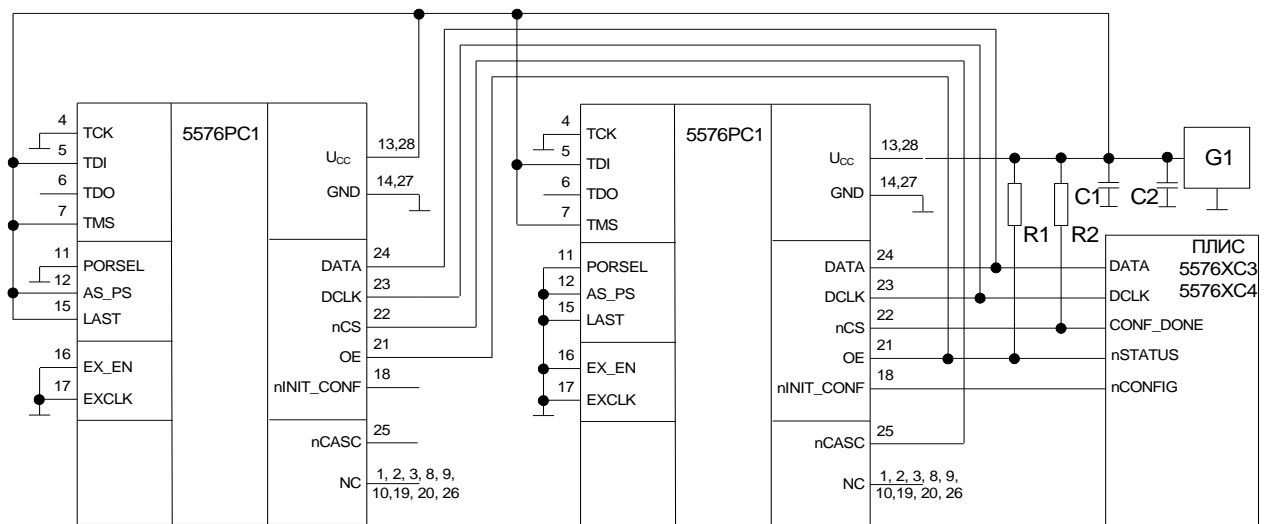 4
TCK
5
TDI
6
TDO
7
TMS
11
PORSEL
12
AS_PS
15
LAST
16
EX_EN
17
EXCLK
5576РС1
UCC
13,28
GND
14,27
DATA
24
DCLK
23
nCS
22
OE
21
nINIT_CONF
18
nCASC
25
NC
1, 2, 3, 8, 9,
10,19, 20, 26
4
TCK
5
TDI
6
TDO
7
TMS
11
PORSEL
12
AS_PS
15
LAST
16
EX_EN
17
EXCLK
5576РС1
UCC
13,28
GND
14,27
DATA
24
DCLK
23
nCS
22
OE
21
nINIT_CONF
18
nCASC
25
NC
1, 2, 3, 8, 9,
10,19, 20, 26
R1
R2
C1
C2
G1
ПЛИС
5576ХС3
5576ХС4
DATA
DCLK
CONF_DONE
nSTATUS
nCONFIG